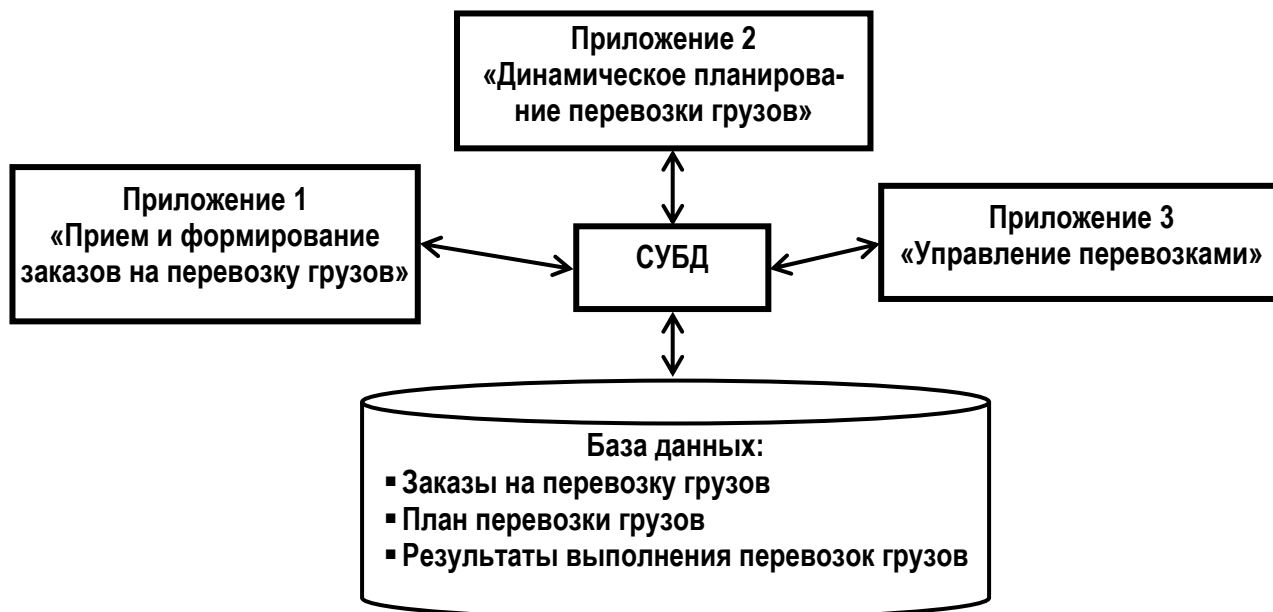 Приложение 2
«Динамическое планирова-
ние перевозки грузов»
Приложение 1
«Прием и формирование
заказов на перевозку грузов»
СУБД
Приложение 3
«Управление перевозками»
База данных:
▪ Заказы на перевозку грузов
▪ План перевозки грузов
▪ Результаты выполнения перевозок грузов